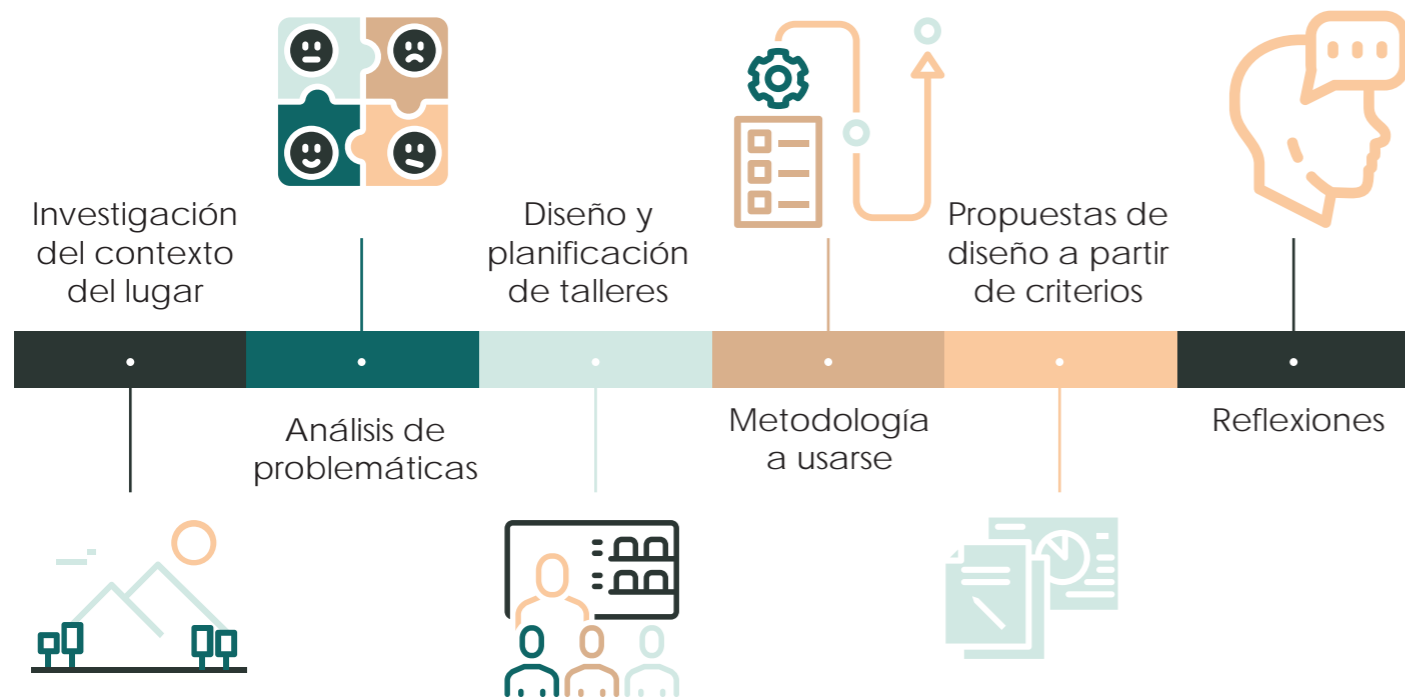 Investigación
del contexto
del lugar
Análisis de
problemáticas
Diseño y
planificación
de talleres
Metodología
a usarse
Propuestas de
diseño a partir
de criterios
Reflexiones